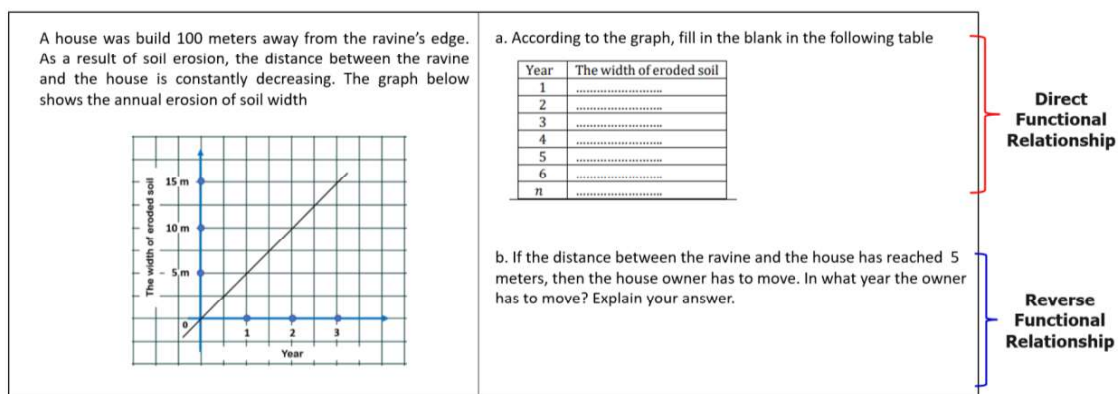 A house was build 100 meters away from the ravine's edge.
As a result of soil erosion, the distance between the ravine
and the house is constantly decreasing. The graph below
shows the annual erosion of soil width
The width of eroded soil
15 m
10 m
5 m
0
1 2 3
Year
a. According to the graph, fill in the blank in the following table
Year The width of eroded soil
1 ........................
2 ........................
3 ........................
4 ........................
5 ........................
6 ........................
n ........................
b. If the distance between the ravine and the house has reached 5
meters, then the house owner has to move. In what year the owner
has to move? Explain your answer.
Direct
Functional
Relationship
Reverse
Functional
Relationship